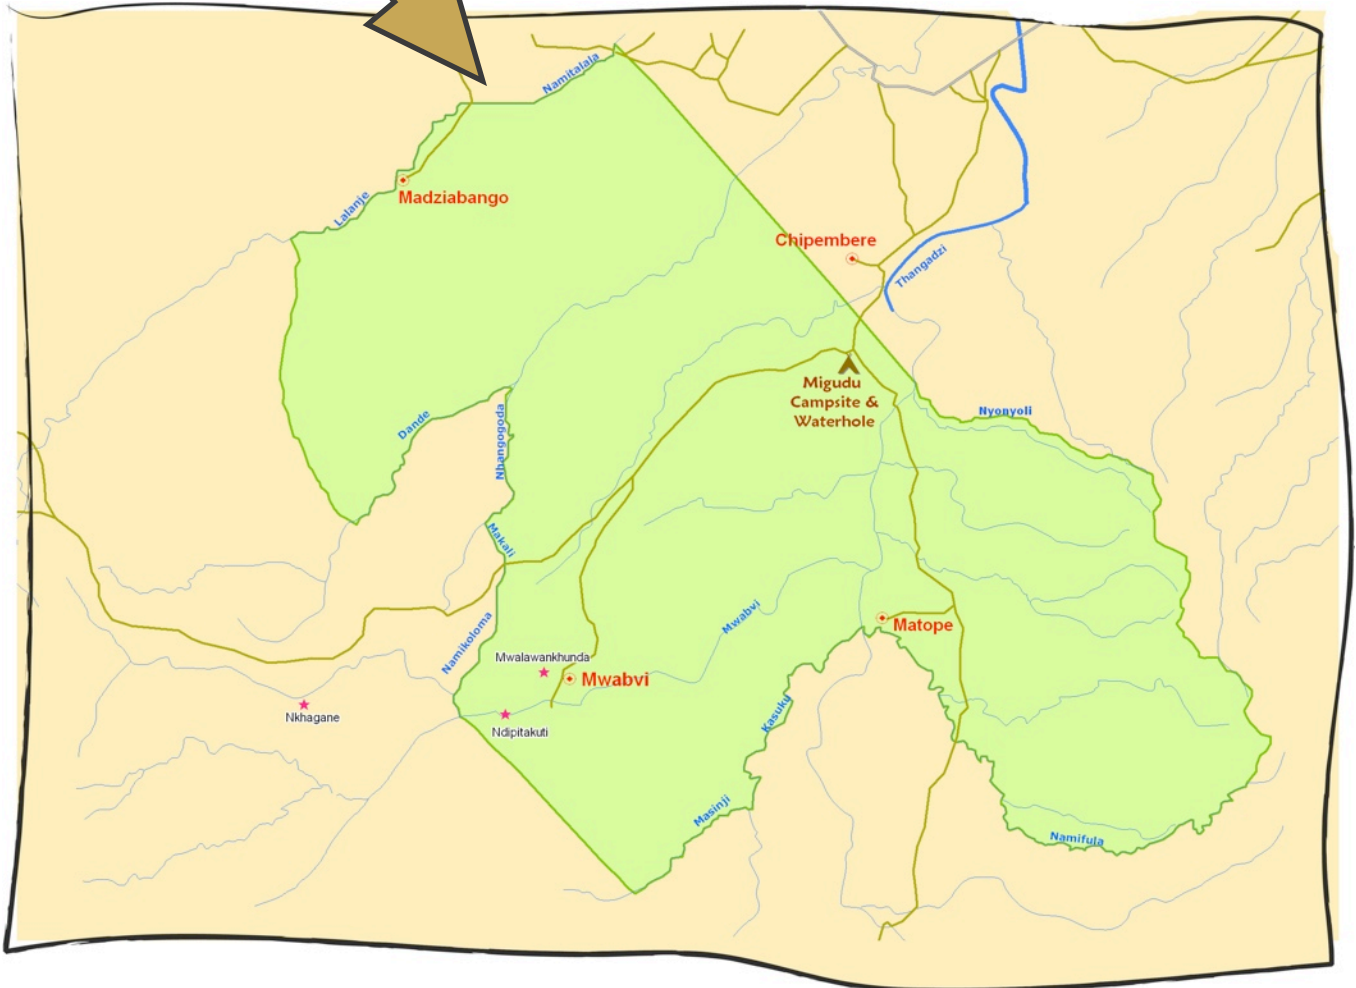 Namitalala
Lalanje
Madziabango
Chipembere
Thangadzi
Migudu
Campsite &
Waterhole
Nyonyoli
Dande
Nhangogoda
Makali
Namikoloma
Mwabvi
Matope
Mwalawankhunda
Mwabvi
Nkhagane
Ndipitakuti
Kasuku
Masinji
Namifula